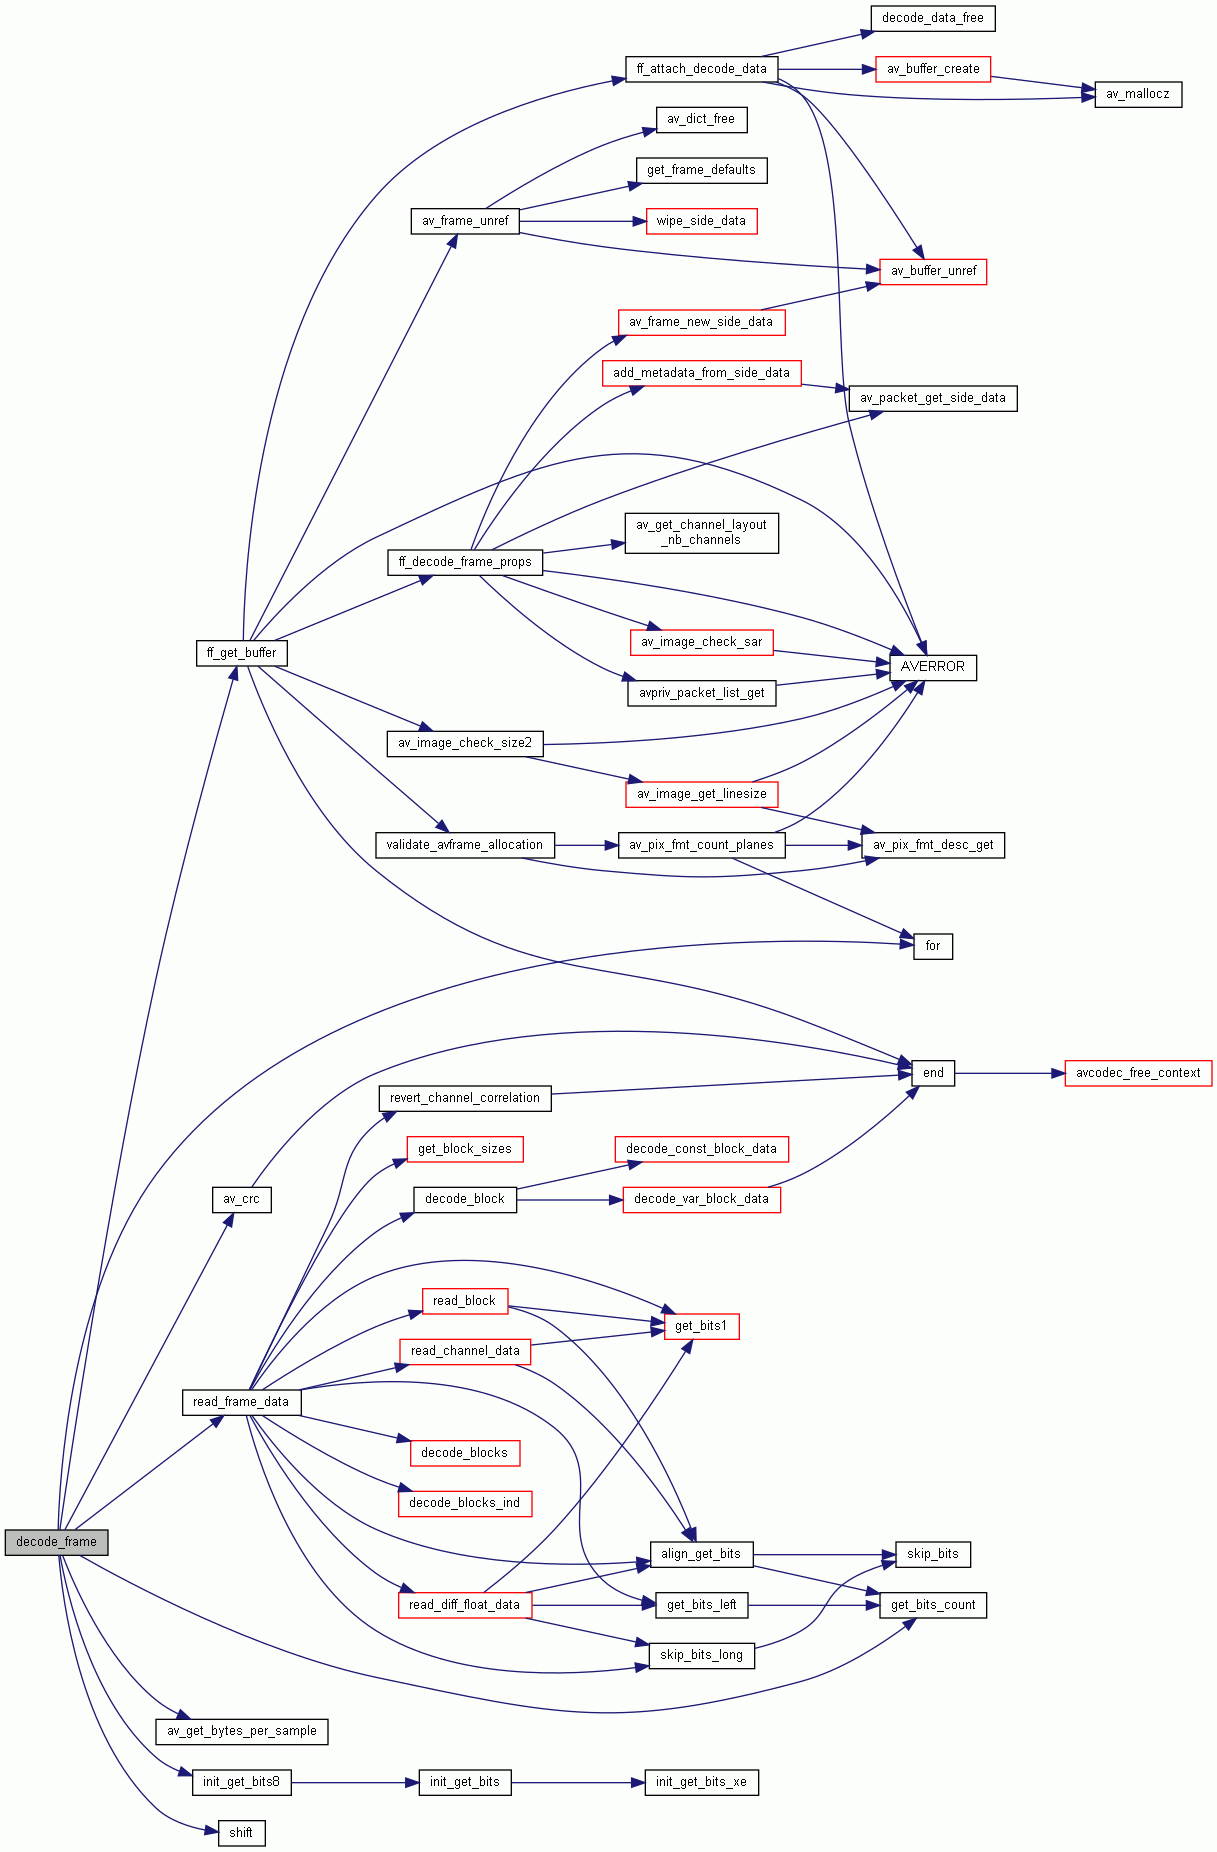 decode_data_free
ff_attach_decode_data
av_buffer_create
av_mallocz
av_dict_free
get_frame_defaults
av_frame_unref
wipe_side_data
av_buffer_unref
av_frame_new_side_data
add_metadata_from_side_data
av_packet_get_side_data
av_get_channel_layout
_nb_channels
ff_decode_frame_props
av_image_check_sar
ff_get_buffer
AVERROR
avpriv_packet_list_get
av_image_check_size2
av_image_get_linesize
validate_avframe_allocation
av_pix_fmt_count_planes
av_pix_fmt_desc_get
for
end
avcodec_free_context
revert_channel_correlation
get_block_sizes
decode_const_block_data
av_crc
decode_block
decode_var_block_data
read_block
get_bits1
read_channel_data
read_frame_data
decode_blocks
decode_blocks_ind
decode_frame
align_get_bits
skip_bits
read_diff_float_data
get_bits_left
get_bits_count
skip_bits_long
av_get_bytes_per_sample
init_get_bits8
init_get_bits
init_get_bits_xe
shift